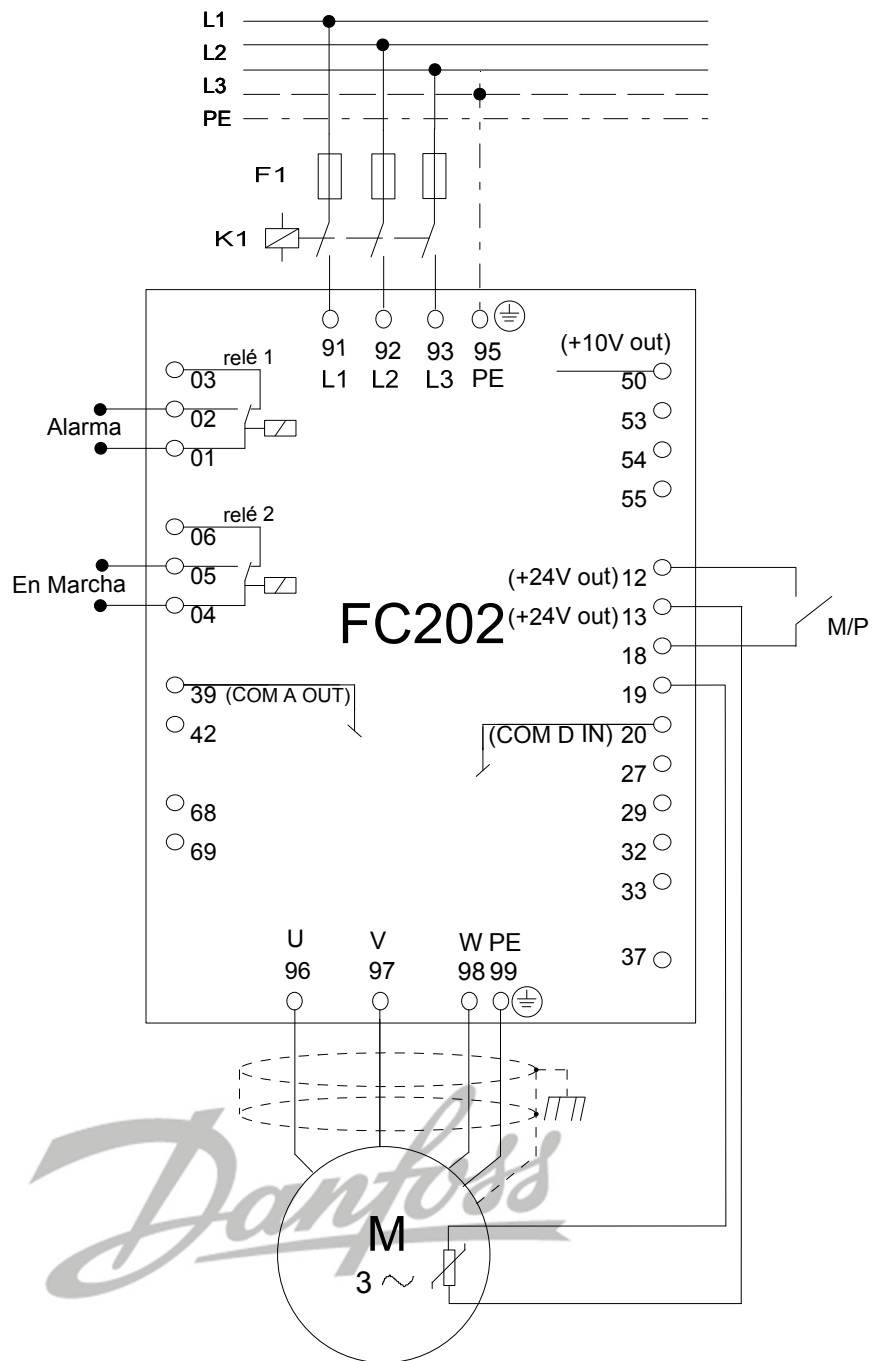 L1
L2
L3
PE
F1
K1
91 92 93 95
L1 L2 L3 PE
(+10V out)
50
53
54
55
03 relé 1
02
Alarma
01
06 relé 2
05
En Marcha
04
FC202
(+24V out) 12
(+24V out) 13
M/P
18
19
39 (COM A OUT)
42
(COM D IN) 20
27
29
32
33
37
68
69
U V W PE
96 97 98 99
Danfoss
M
3 ~